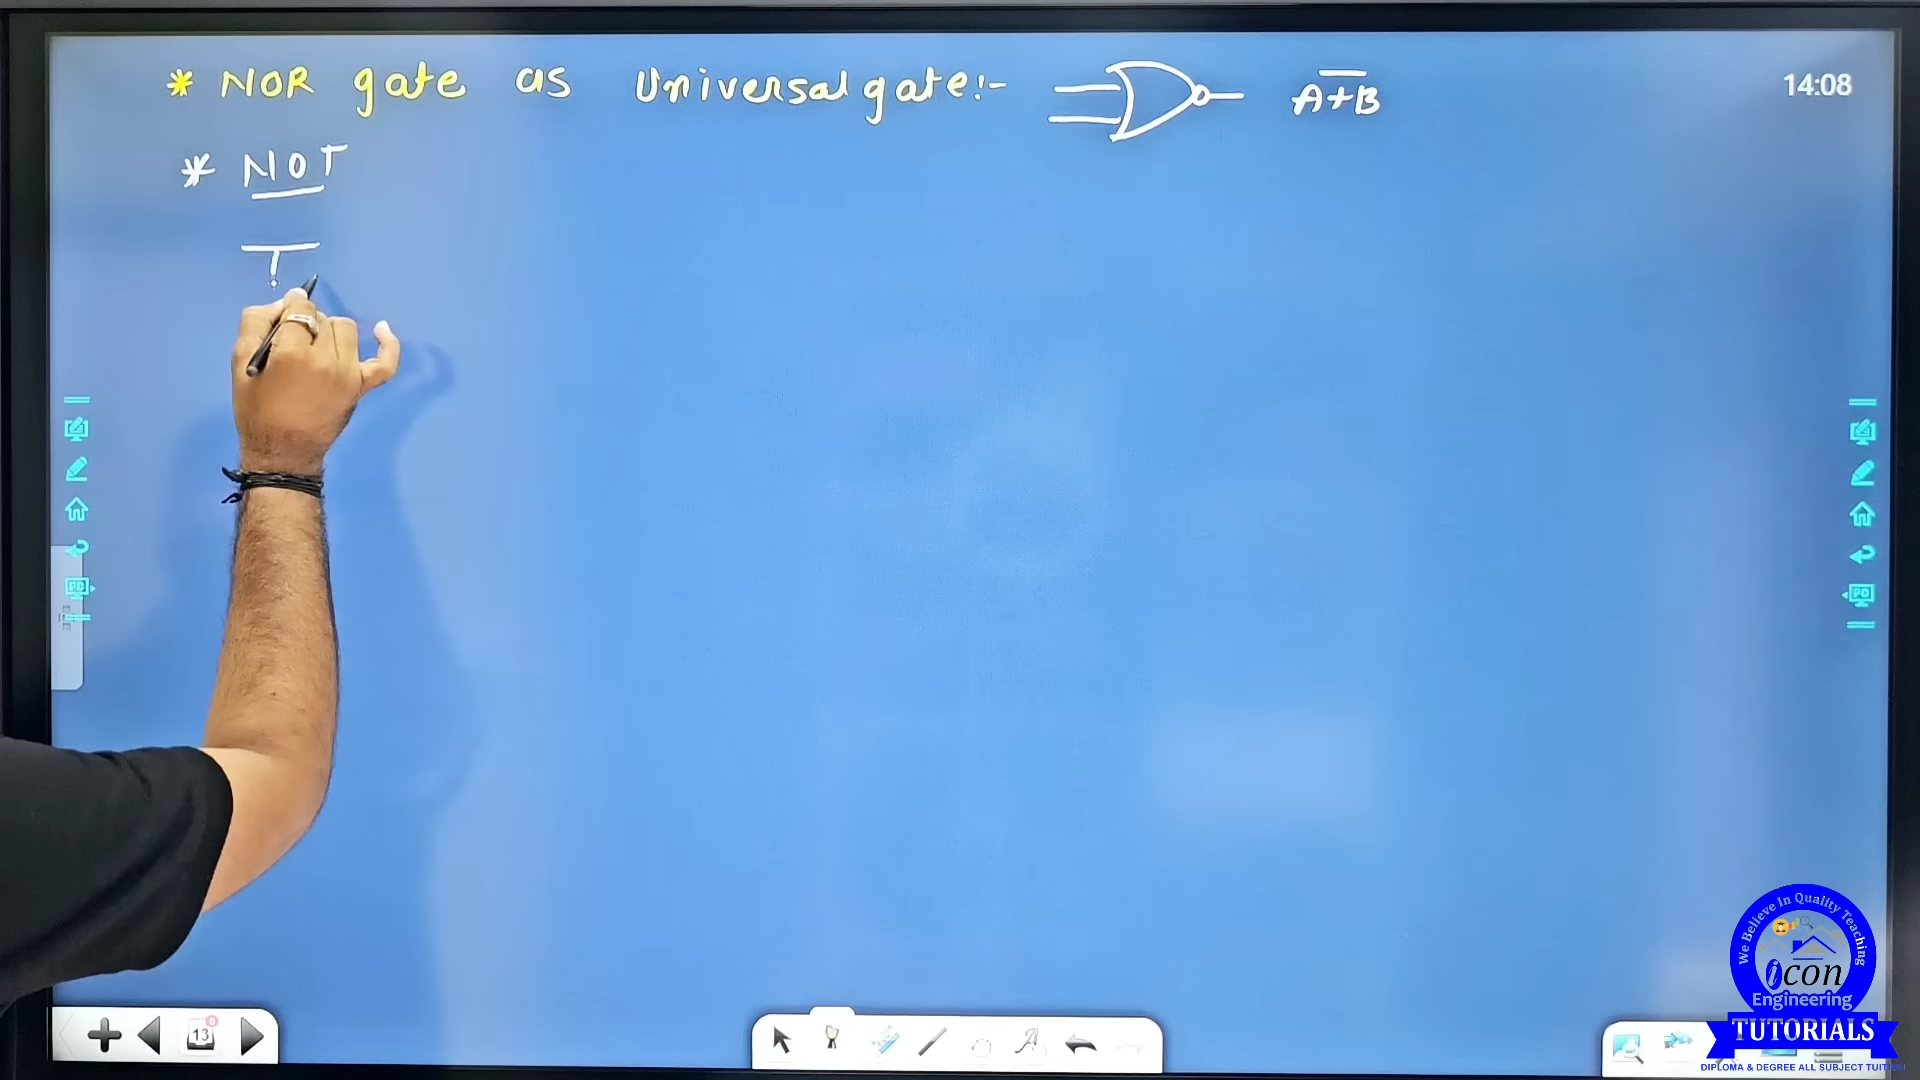 * NOR gate as Universal gate:- A̅+̅B̅
14:08
* NOT
13
We Believe In Quality Teaching
icon
Engineering
TUTORIALS
DIPLOMA & DEGREE ALL SUBJECT TUITION